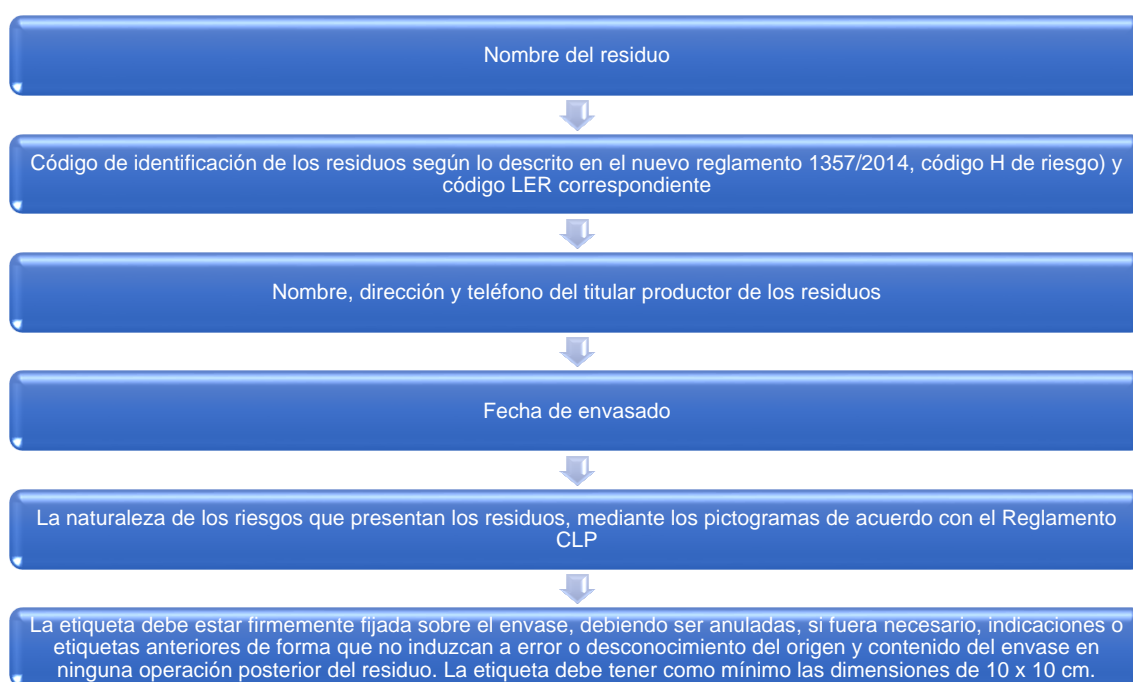 Nombre del residuo
Código de identificación de los residuos según lo descrito en el nuevo reglamento 1357/2014, código H de riesgo) y
código LER correspondiente
Nombre, dirección y teléfono del titular productor de los residuos
Fecha de envasado
La naturaleza de los riesgos que presentan los residuos, mediante los pictogramas de acuerdo con el Reglamento
CLP
La etiqueta debe estar firmemente fijada sobre el envase, debiendo ser anuladas, si fuera necesario, indicaciones o
etiquetas anteriores de forma que no induzcan a error o desconocimiento del origen y contenido del envase en
ninguna operación posterior del residuo. La etiqueta debe tener como mínimo las dimensiones de 10 x 10 cm.